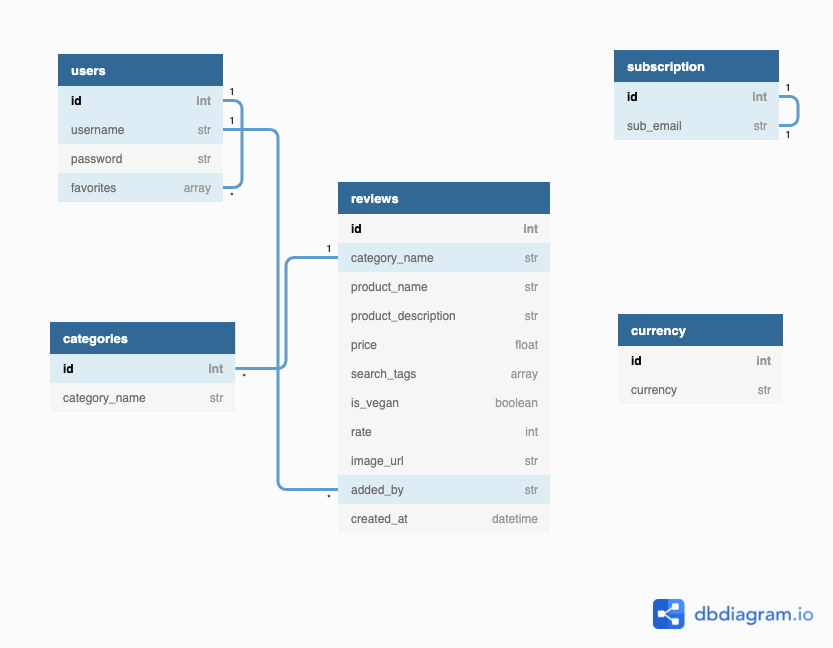 users
id int
username str
password str
favorites array
1
1
*
subscription
id int
sub_email str
1
1
reviews
id int
category_name str
product_name str
product_description str
price float
search_tags array
is_vegan boolean
rate int
image_url str
added_by str
created_at datetime
1
*
categories
id int
category_name str
*
currency
id int
currency str
dbdiagram.io